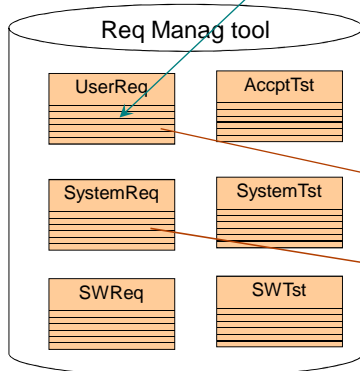 Req Manag tool
UserReq
AccptTst
SystemReq
SystemTst
SWReq
SWTst